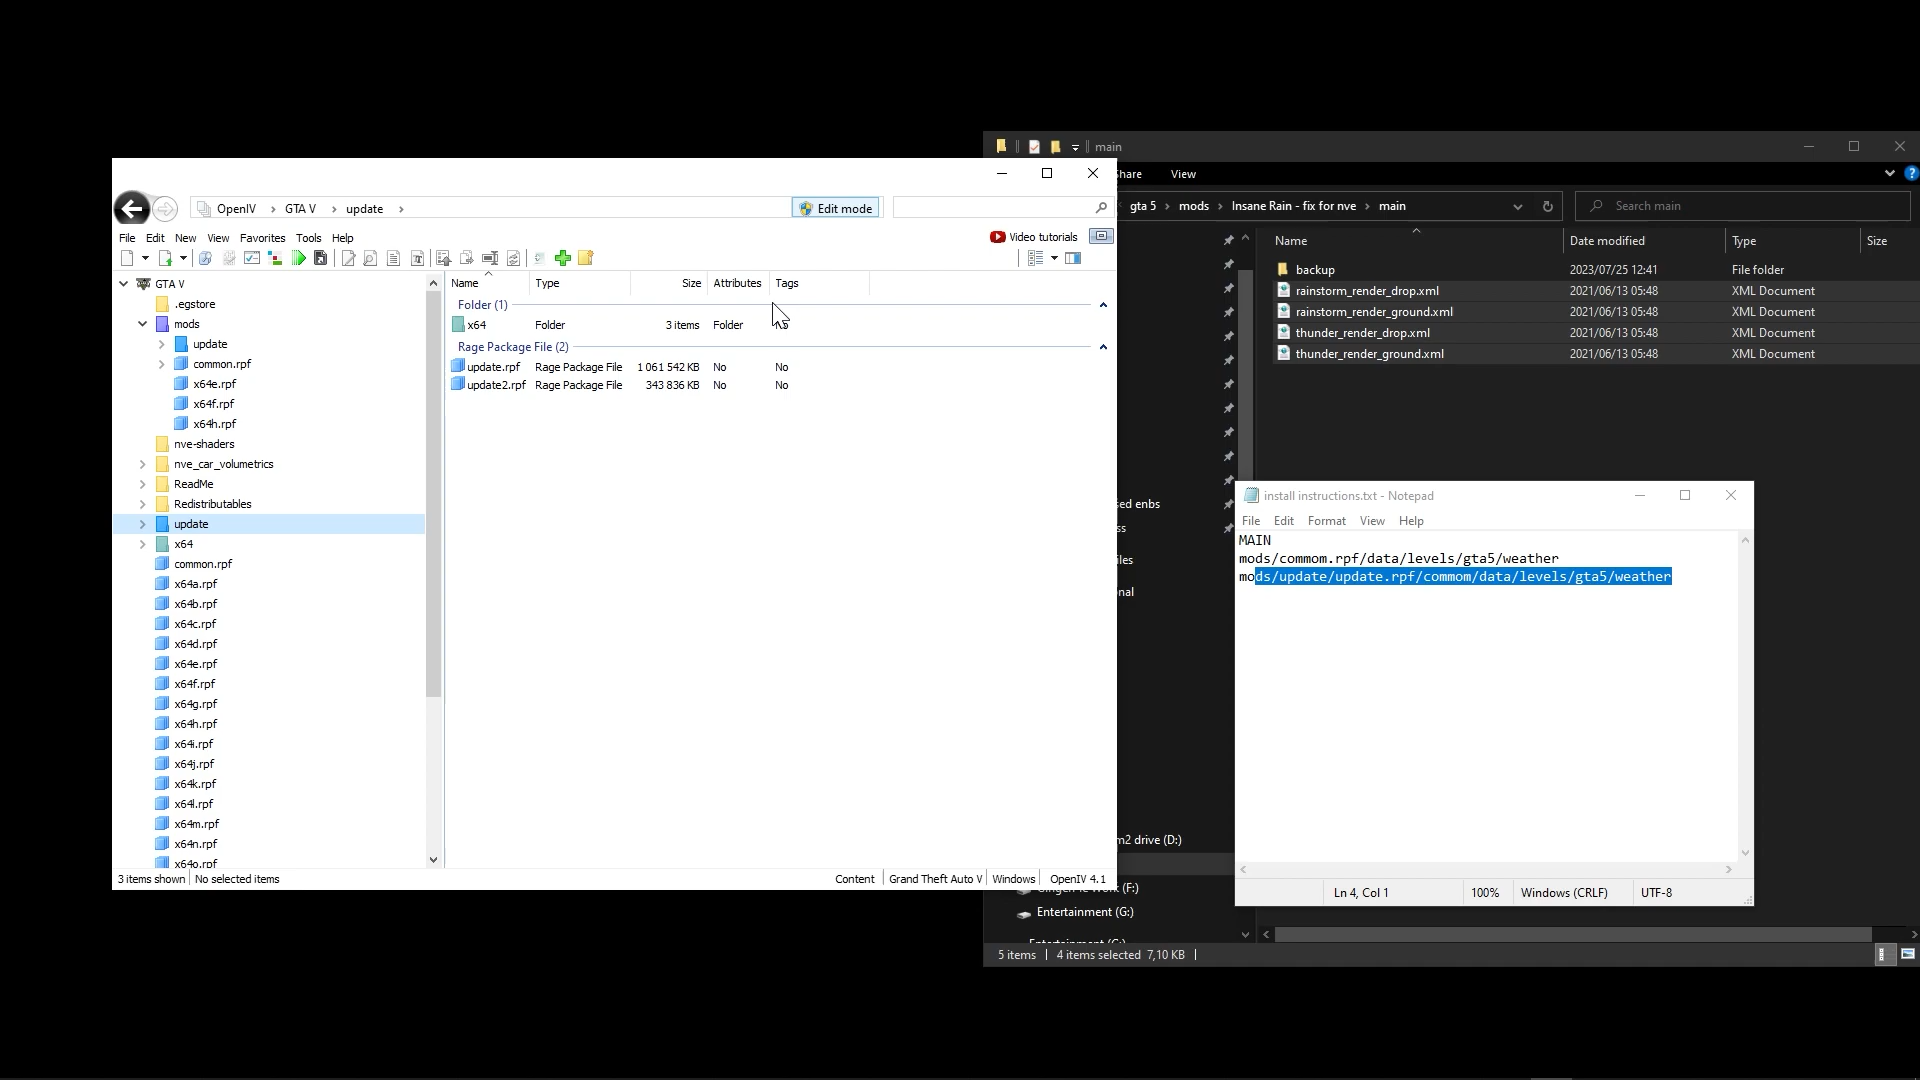 main
Share
View
gta 5 › mods › Insane Rain - fix for nve › main
Search main
OpenIV › GTA V › update ›
Edit mode
File Edit New View Favorites Tools Help
Video tutorials
GTA V
.egstore
mods
update
common.rpf
x64e.rpf
x64f.rpf
x64h.rpf
nve-shaders
nve_car_volumetrics
ReadMe
Redistributables
update
x64
common.rpf
x64a.rpf
x64b.rpf
x64c.rpf
x64d.rpf
x64e.rpf
x64f.rpf
x64g.rpf
x64h.rpf
x64i.rpf
x64j.rpf
x64k.rpf
x64l.rpf
x64m.rpf
x64n.rpf
x64o.rpf
Name Type Size Attributes Tags
Folder (1)
x64 Folder 3 items Folder No
Rage Package File (2)
update.rpf Rage Package File 1 061 542 KB No No
update2.rpf Rage Package File 343 836 KB No No
3 items shown No selected items
Content Grand Theft Auto V Windows OpenIV 4.1
Name Date modified Type Size
backup 2023/07/25 12:41 File folder
rainstorm_render_drop.xml 2021/06/13 05:48 XML Document
rainstorm_render_ground.xml 2021/06/13 05:48 XML Document
thunder_render_drop.xml 2021/06/13 05:48 XML Document
thunder_render_ground.xml 2021/06/13 05:48 XML Document
ed enbs
ss
iles
onal
m2 drive (D:)
(F:)
Entertainment (G:)
Entertainment (G:)
install instructions.txt - Notepad
File Edit Format View Help
MAIN
mods/commom.rpf/data/levels/gta5/weather
mods/update/update.rpf/commom/data/levels/gta5/weather
Ln 4, Col 1 100% Windows (CRLF) UTF-8
5 items 4 items selected 7,10 KB